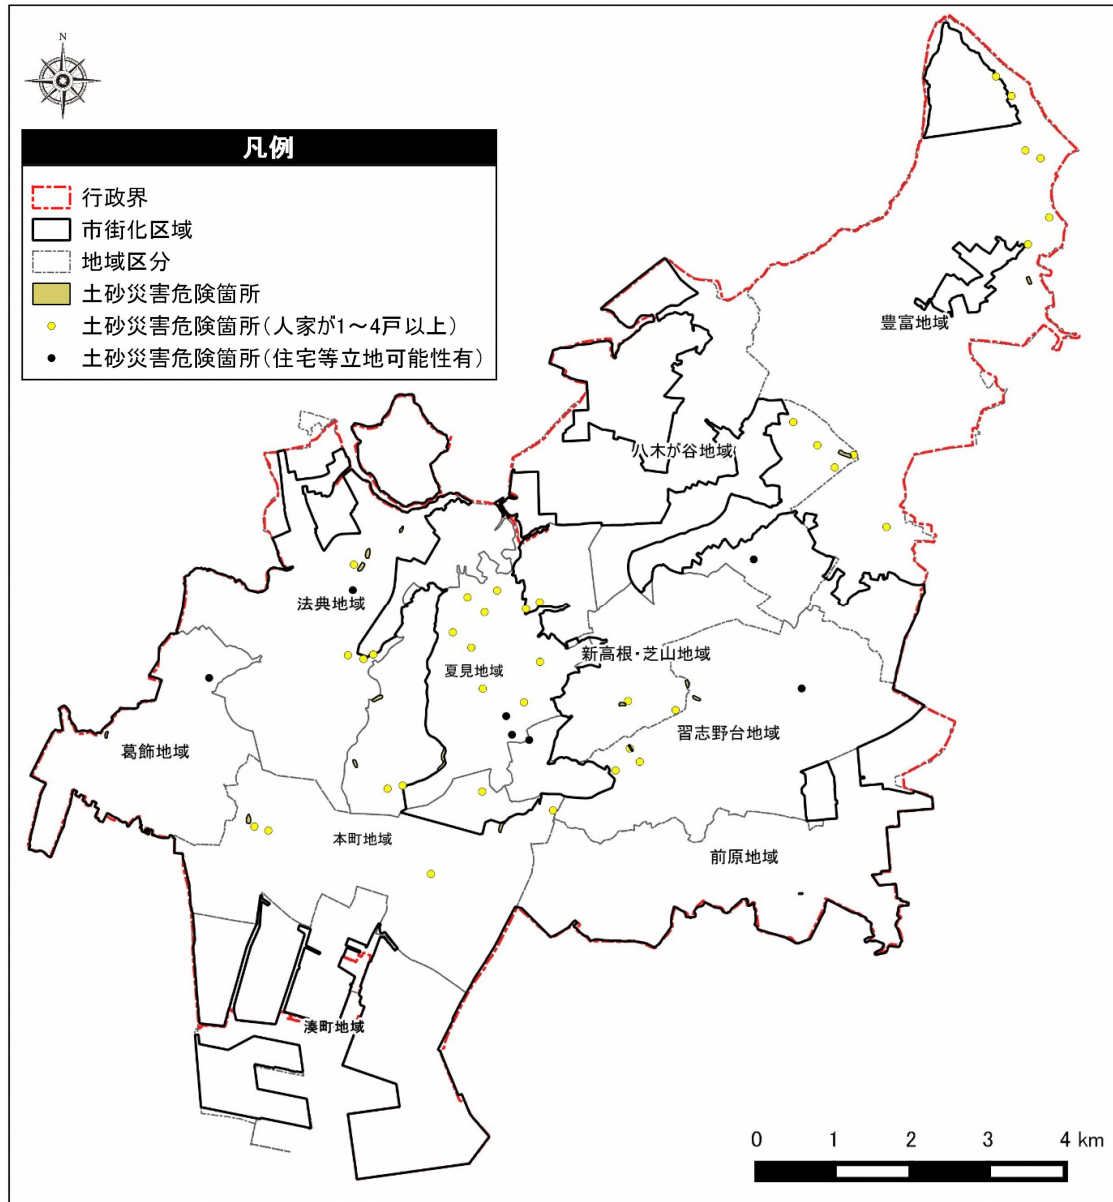 N
凡例
行政界
市街化区域
地域区分
土砂災害危険箇所
土砂災害危険箇所(人家が1～4戸以上)
土砂災害危険箇所(住宅等立地可能性有)
豊富地域
八木が谷地域
法典地域
新高根・芝山地域
夏見地域
習志野台地域
葛飾地域
本町地域
前原地域
湊町地域
0 1 2 3 4 km